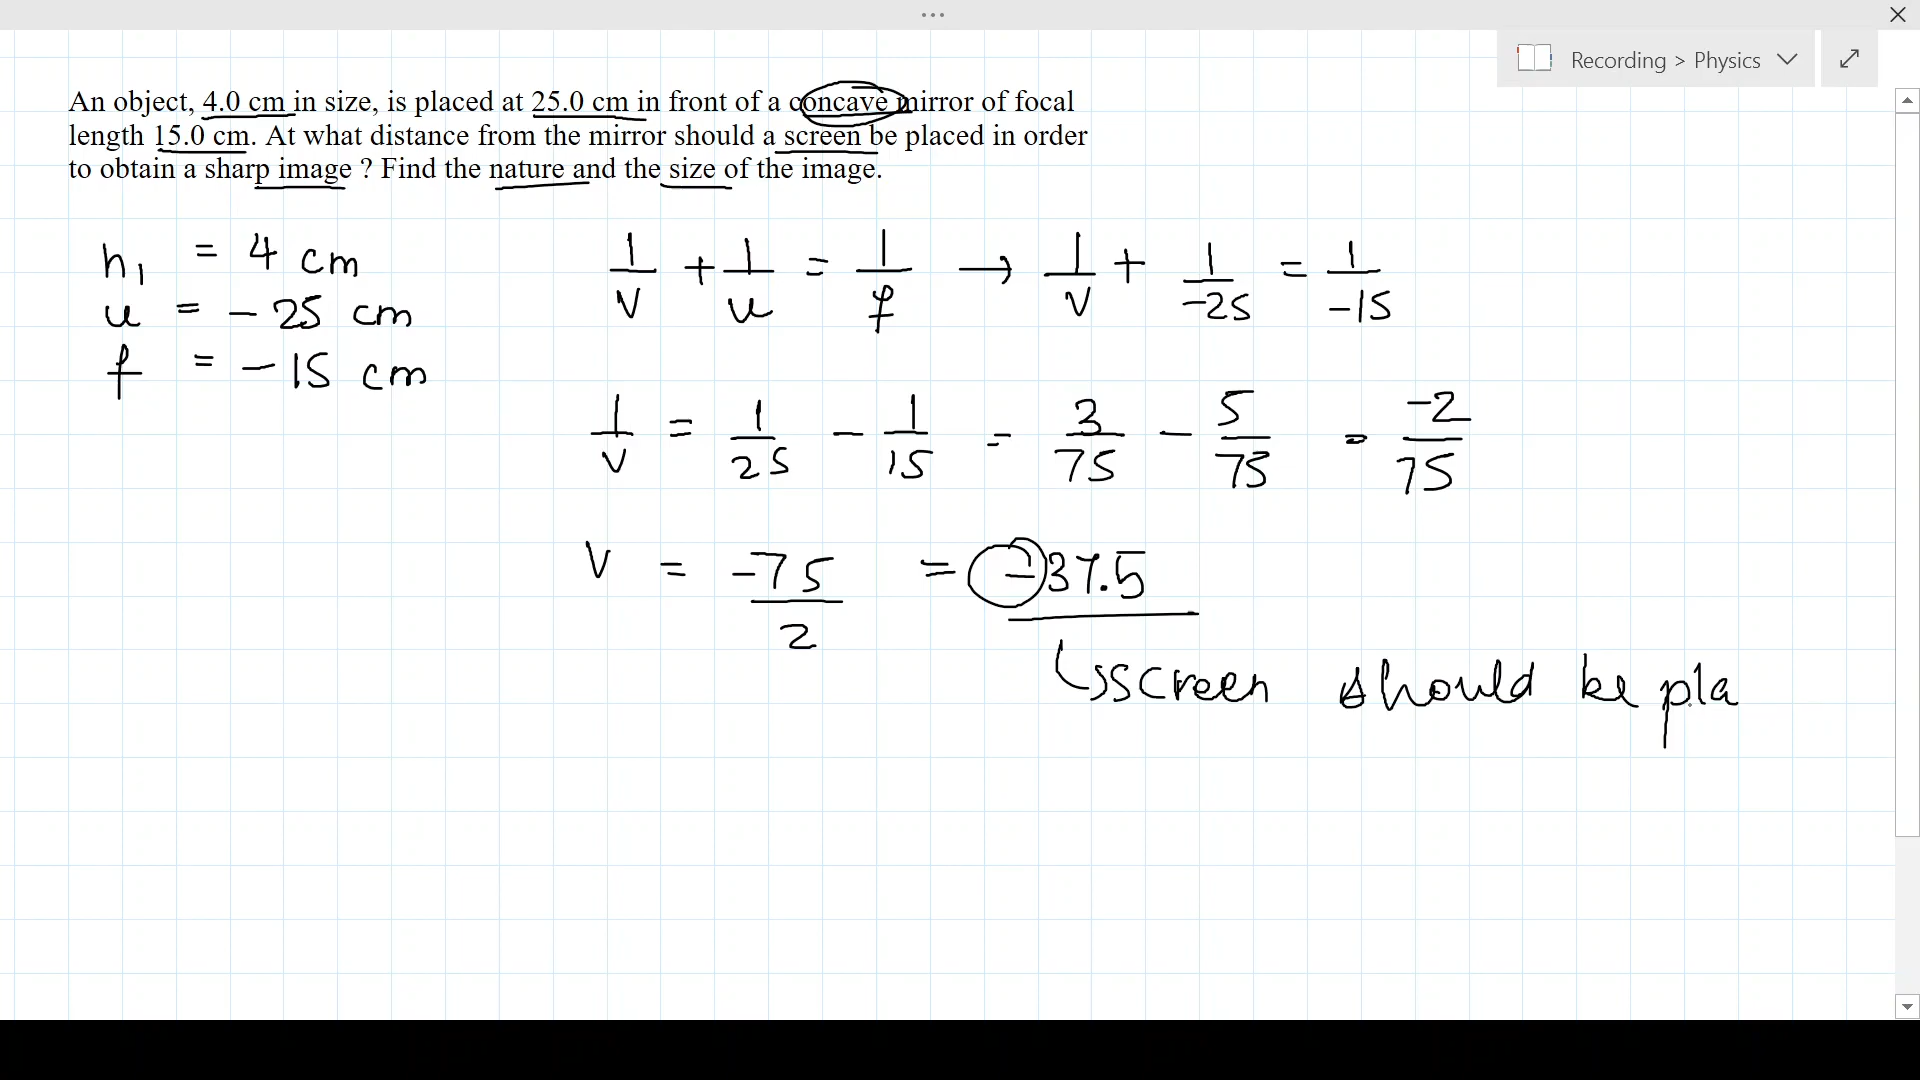 Recording > Physics
An object, 4.0 cm in size, is placed at 25.0 cm in front of a concave mirror of focal
length 15.0 cm. At what distance from the mirror should a screen be placed in order
to obtain a sharp image ? Find the nature and the size of the image.
h₁ = 4 cm
u = -25 cm
f = -15 cm
1/v + 1/u = 1/f → 1/v + 1/-25 = 1/-15
1/v = 1/25 - 1/15 = 3/75 - 5/75 = -2/75
v = -75/2 = -37.5
↳ screen should be pla